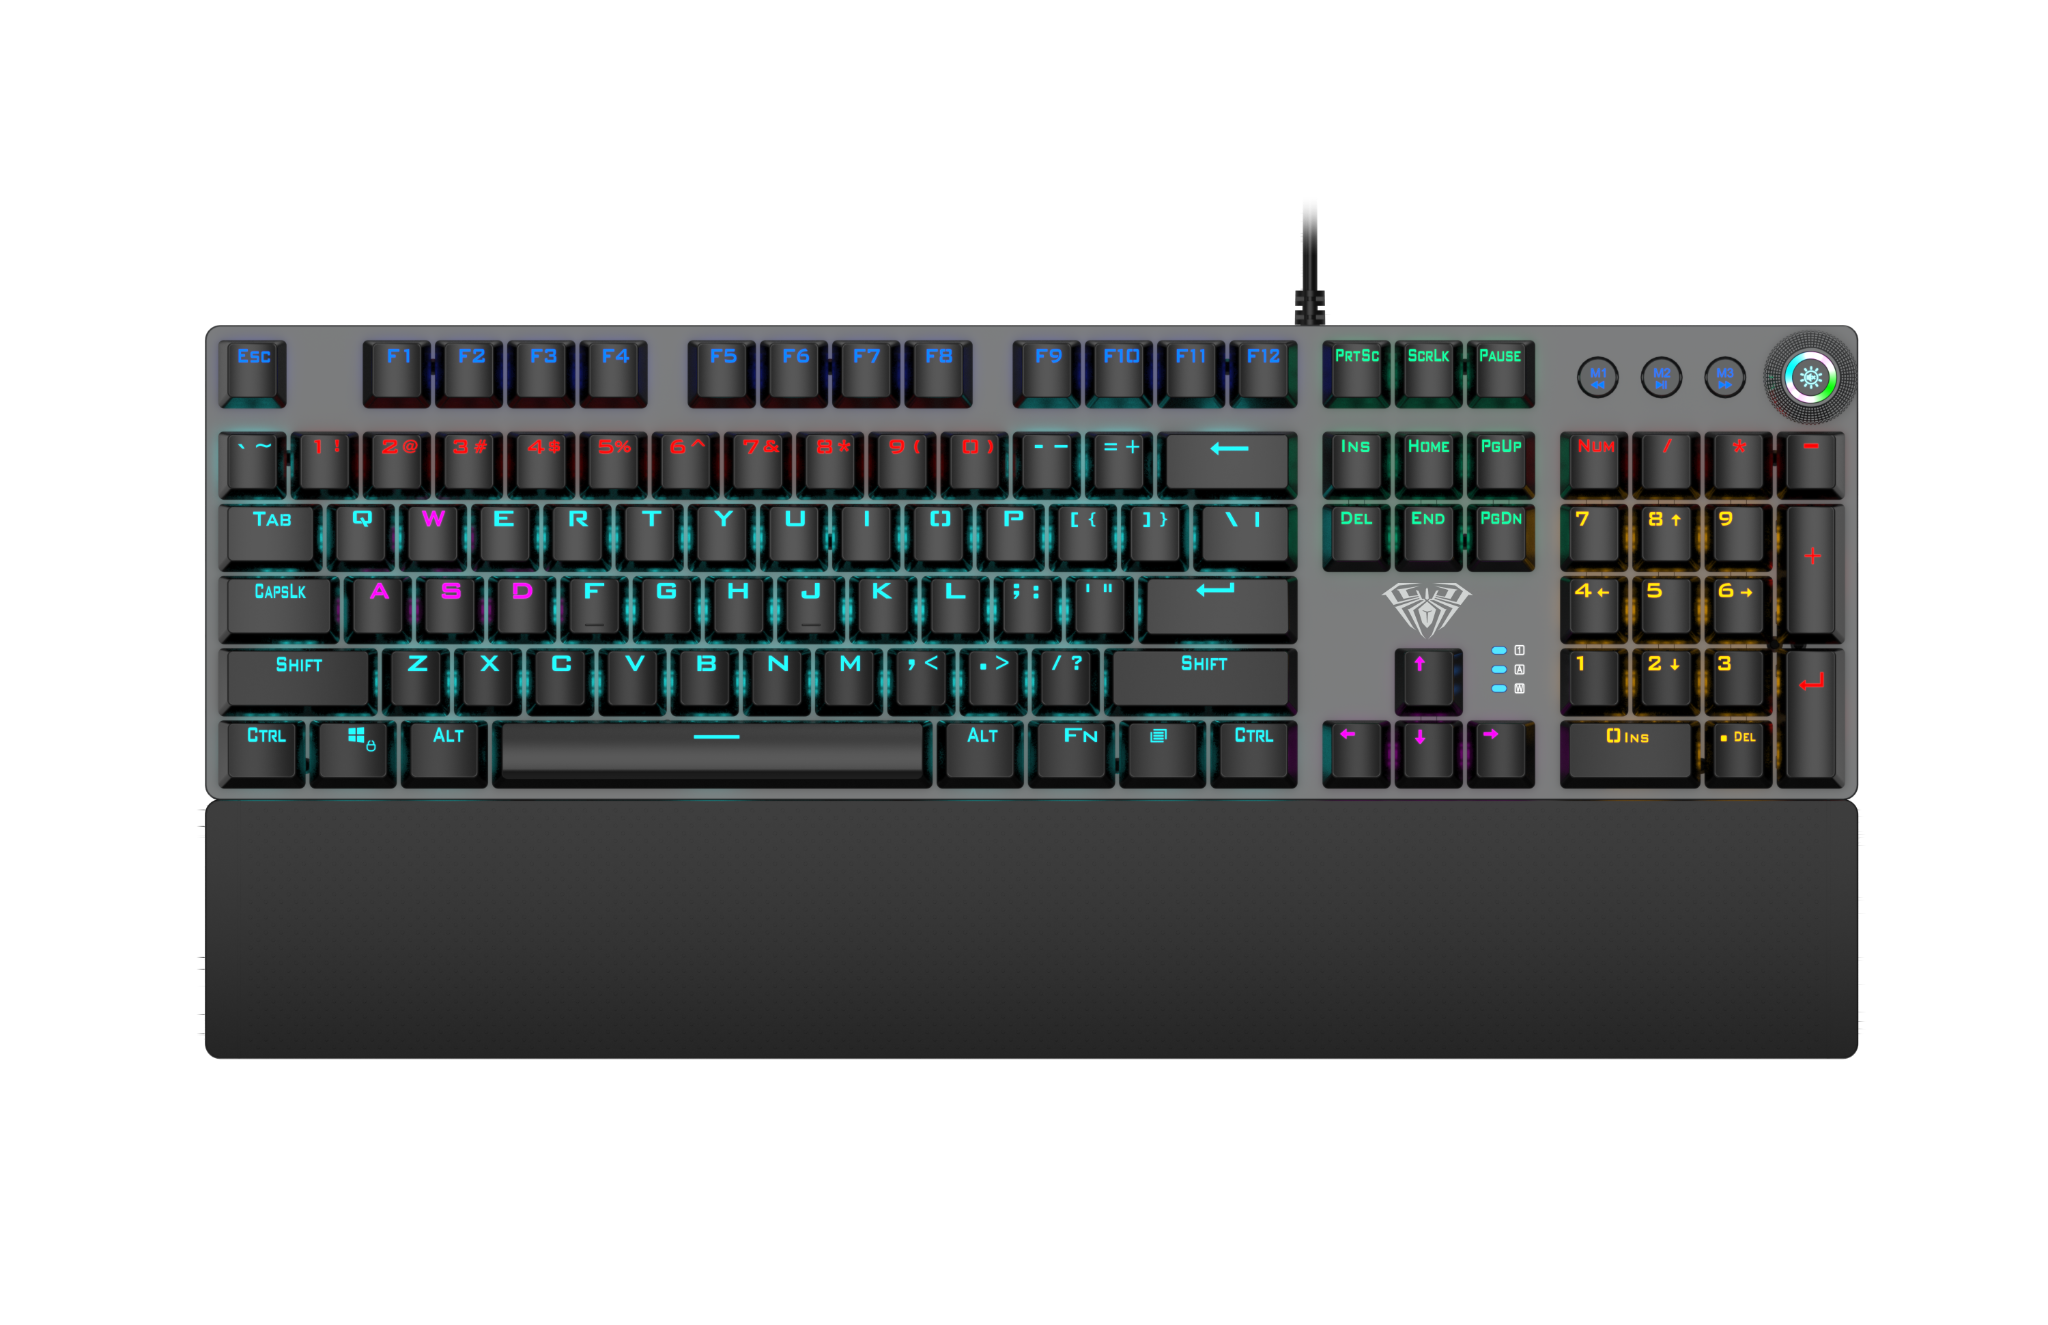 Esc F1 F2 F3 F4 F5 F6 F7 F8 F9 F10 F11 F12 PrtSc ScrLk Pause M1 M2 M3
` ~ 1 ! 2 @ 3 # 4 $ 5 % 6 ^ 7 & 8 * 9 ( 0 ) - - = + ← Ins Home PgUp Num / * -
Tab Q W E R T Y U I O P [ { ] } \ | Del End PgDn 7 8 ↑ 9 +
CapsLk A S D F G H J K L ; : ' " 4 ← 5 6 →
Shift Z X C V B N M , < . > / ? Shift ↑ 1 A W 1 2 ↓ 3
Ctrl Alt Alt Fn Ctrl ← ↓ → 0 Ins . Del